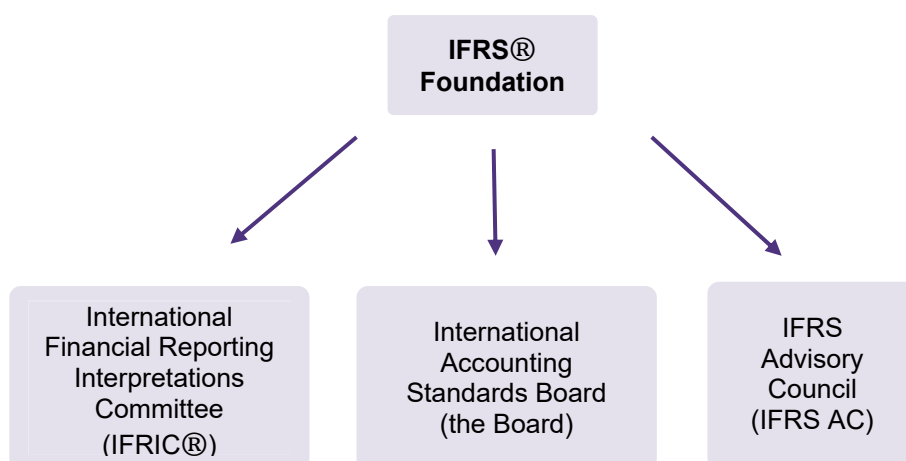 IFRS®
Foundation
International
Financial Reporting
Interpretations
Committee
(IFRIC®)
International
Accounting
Standards Board
(the Board)
IFRS
Advisory
Council
(IFRS AC)